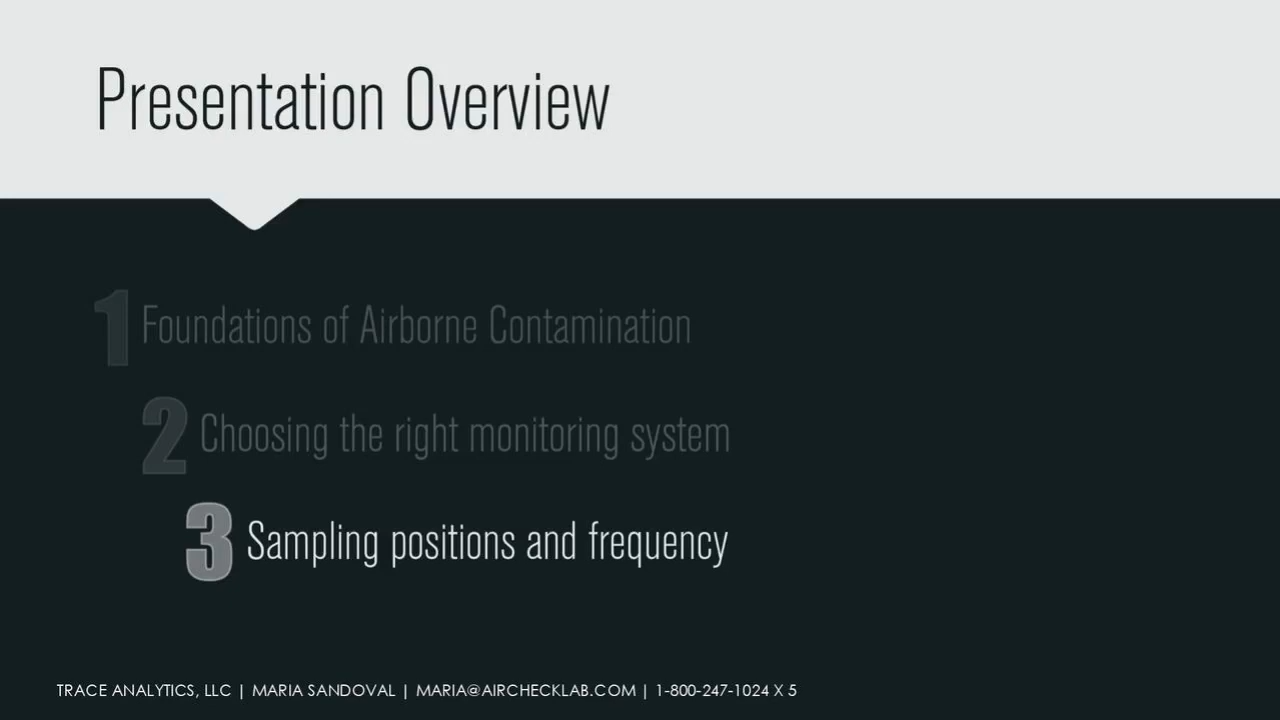 Presentation Overview
1 Foundations of Airborne Contamination
2 Choosing the right monitoring system
3 Sampling positions and frequency
TRACE ANALYTICS, LLC | MARIA SANDOVAL | MARIA@AIRCHECKLAB.COM | 1-800-247-1024 X 5